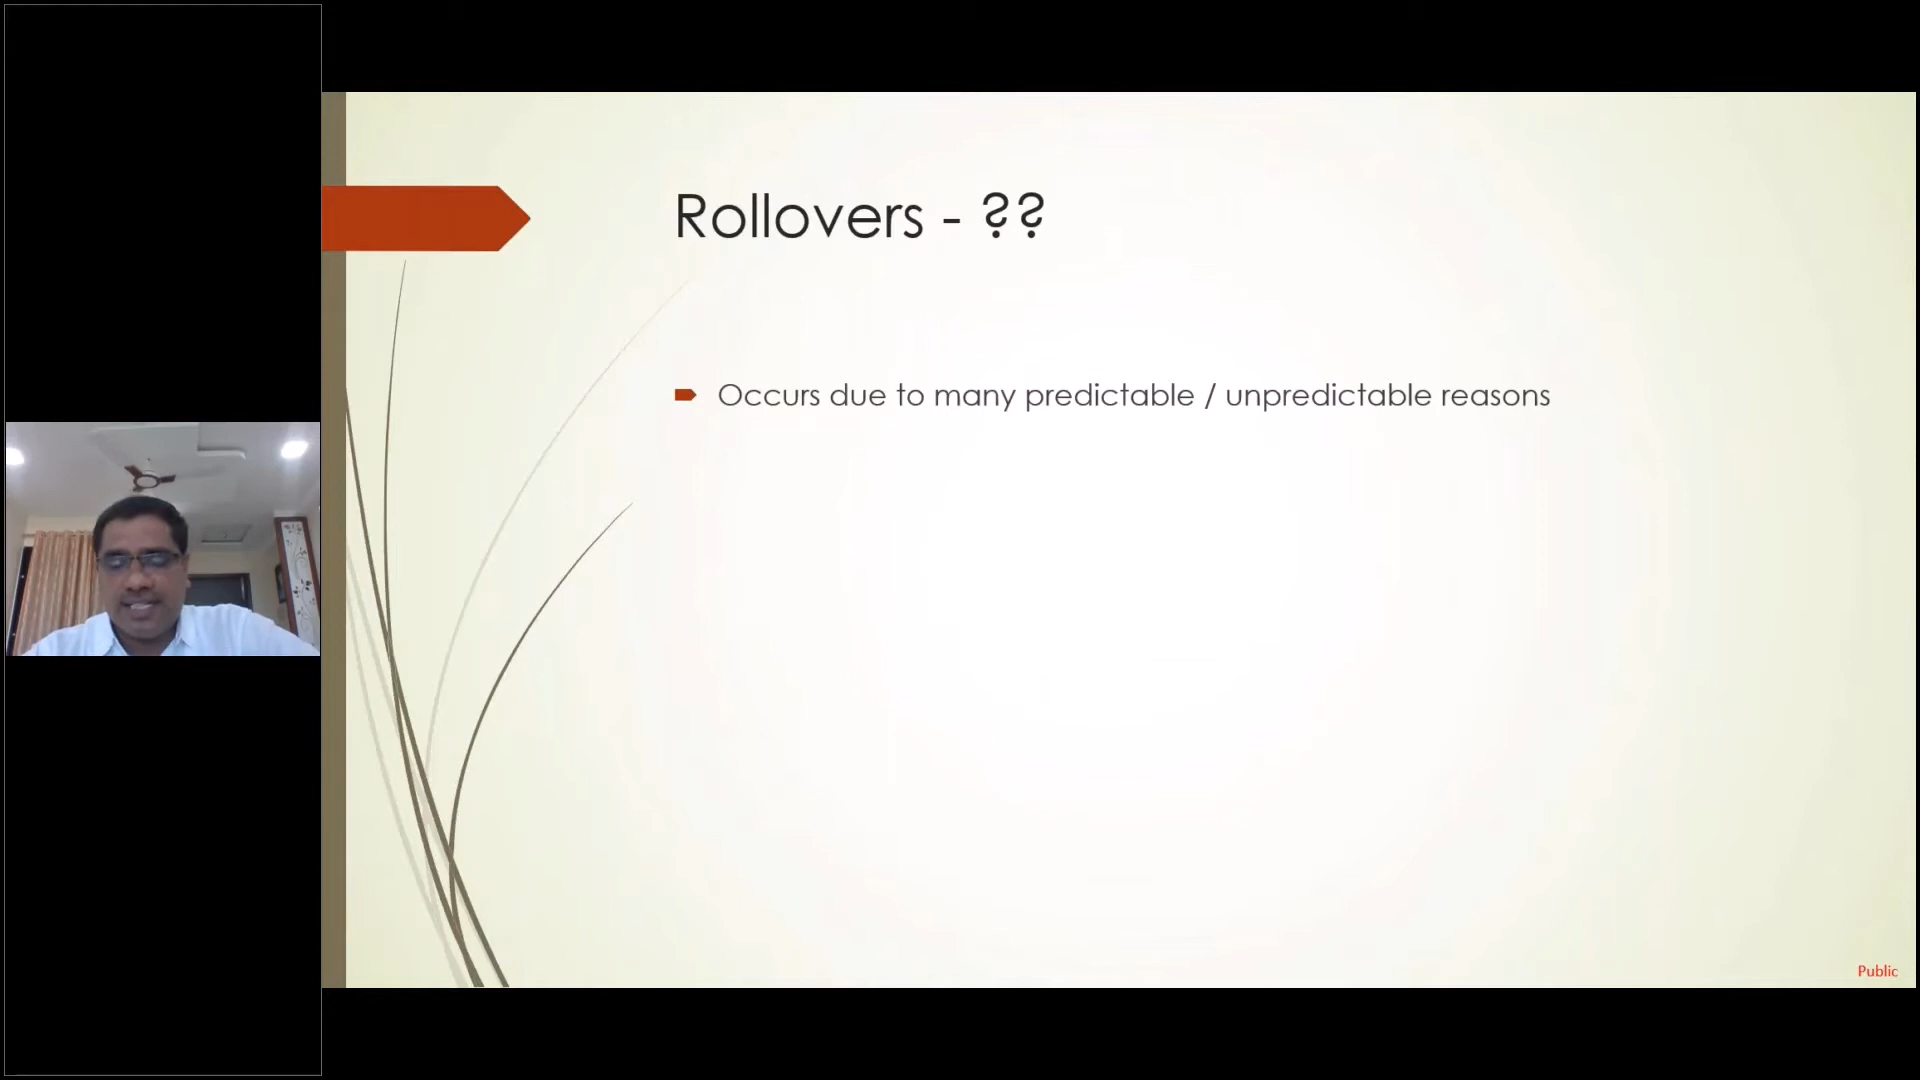 Rollovers - ??
Occurs due to many predictable / unpredictable reasons
Public